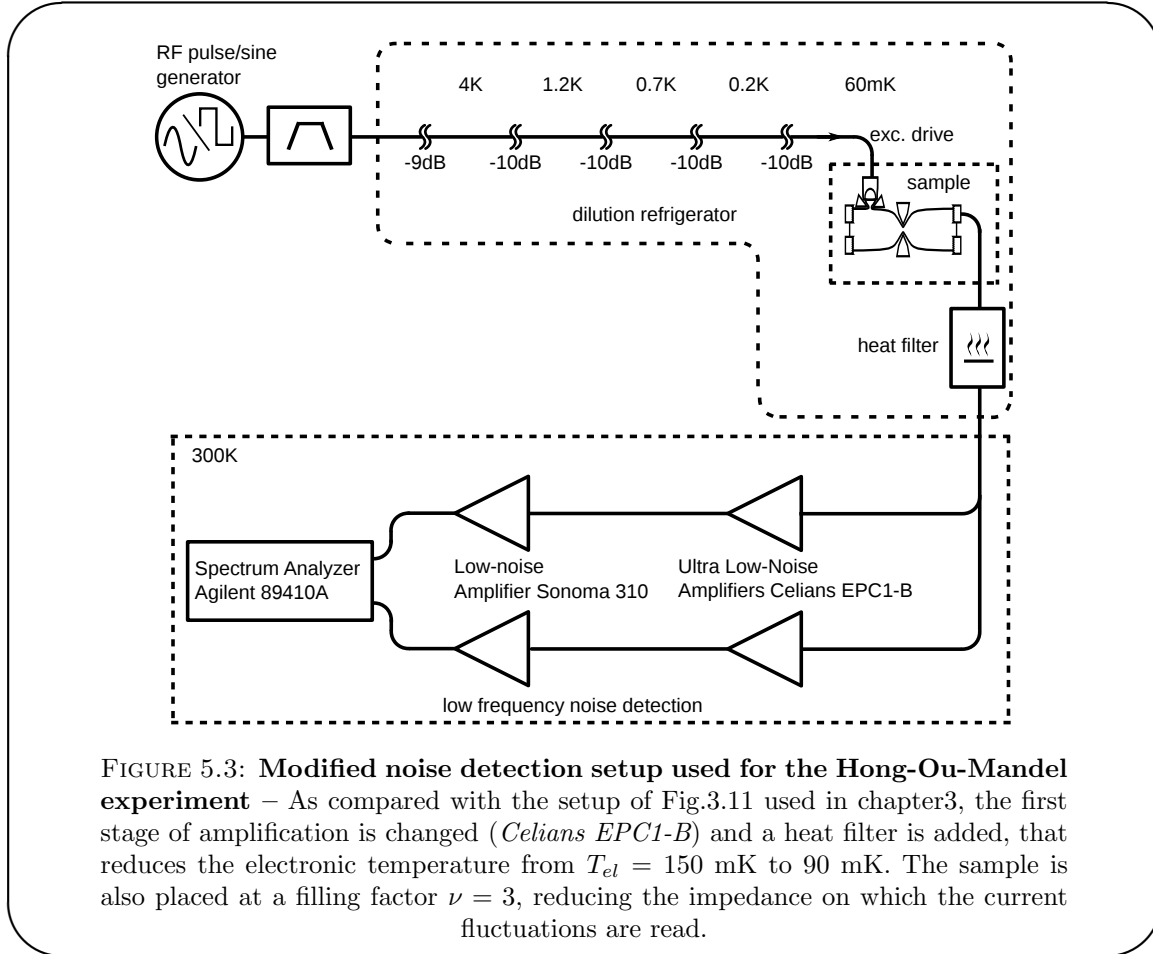 RF pulse/sine
generator
4K 1.2K 0.7K 0.2K 60mK
exc. drive
-9dB -10dB -10dB -10dB -10dB
sample
dilution refrigerator
heat filter
300K
Spectrum Analyzer
Agilent 89410A
Low-noise
Amplifier Sonoma 310
Ultra Low-Noise
Amplifiers Celians EPC1-B
low frequency noise detection
FIGURE 5.3: Modified noise detection setup used for the Hong-Ou-Mandel
experiment – As compared with the setup of Fig.3.11 used in chapter3, the first
stage of amplification is changed (Celians EPC1-B) and a heat filter is added, that
reduces the electronic temperature from T_el = 150 mK to 90 mK. The sample is
also placed at a filling factor ν = 3, reducing the impedance on which the current
fluctuations are read.